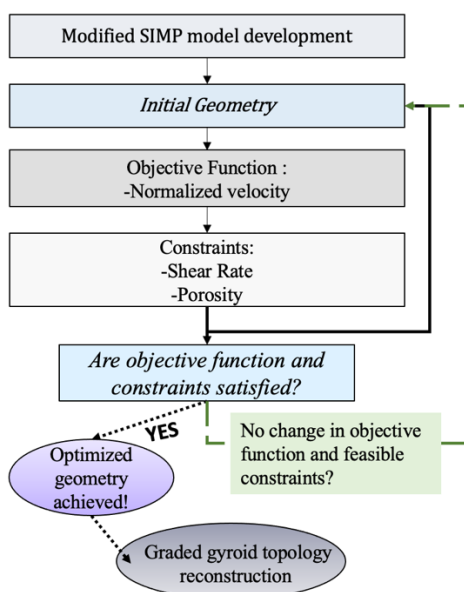 Modified SIMP model development
Initial Geometry
Objective Function :
-Normalized velocity
Constraints:
-Shear Rate
-Porosity
Are objective function and
constraints satisfied?
YES
No change in objective
function and feasible
constraints?
Optimized
geometry
achieved!
Graded gyroid topology
reconstruction